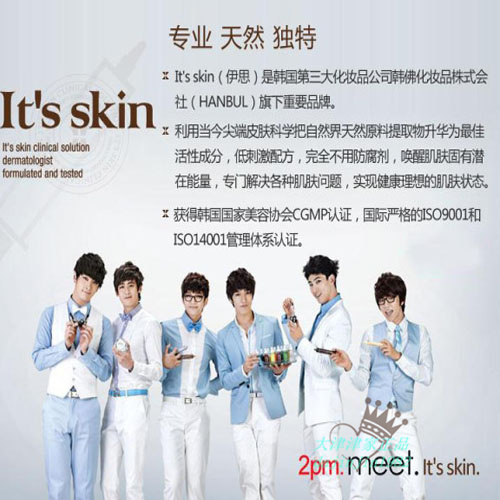 专业 天然 独特
It's skin
It's skin clinical solution
dermatologist
formulated and tested
It's skin（伊思）是韩国第三大化妆品公司韩佛化妆品株式会
社（HANBUL）旗下重要品牌。
利用当今尖端皮肤科学把自然界天然原料提取物升华为最佳
活性成分，低刺激配方，完全不用防腐剂，唤醒肌肤固有潜
在能量，专门解决各种肌肤问题，实现健康理想的肌肤状态。
获得韩国国家美容协会CGMP认证，国际严格的ISO9001和
ISO14001管理体系认证。
2pm.meet.It's skin.